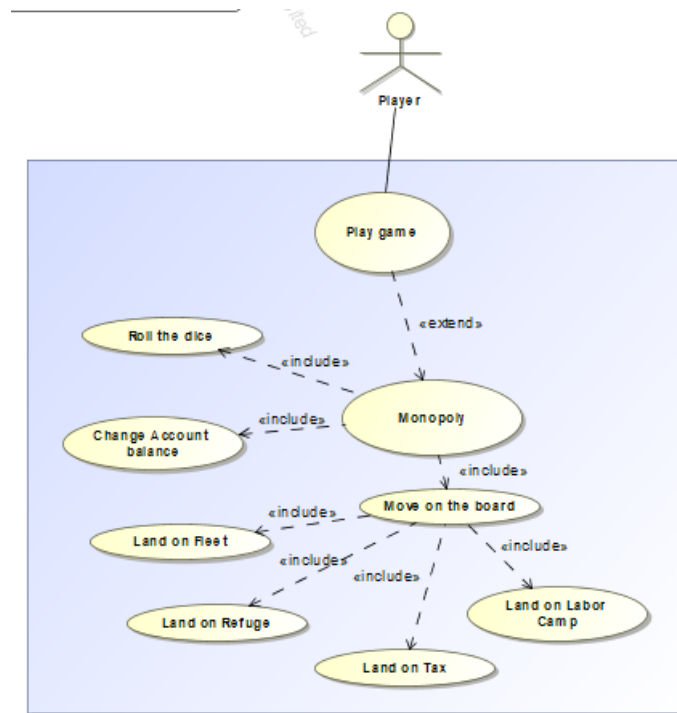 Player
Play game
«extend»
Roll the dice
«include»
Monopoly
«include»
Change Account
balance
«include»
Move on the board
«include»
Land on Fleet
«include»
«include»
«include»
Land on Labor
Camp
Land on Refuge
Land on Tax